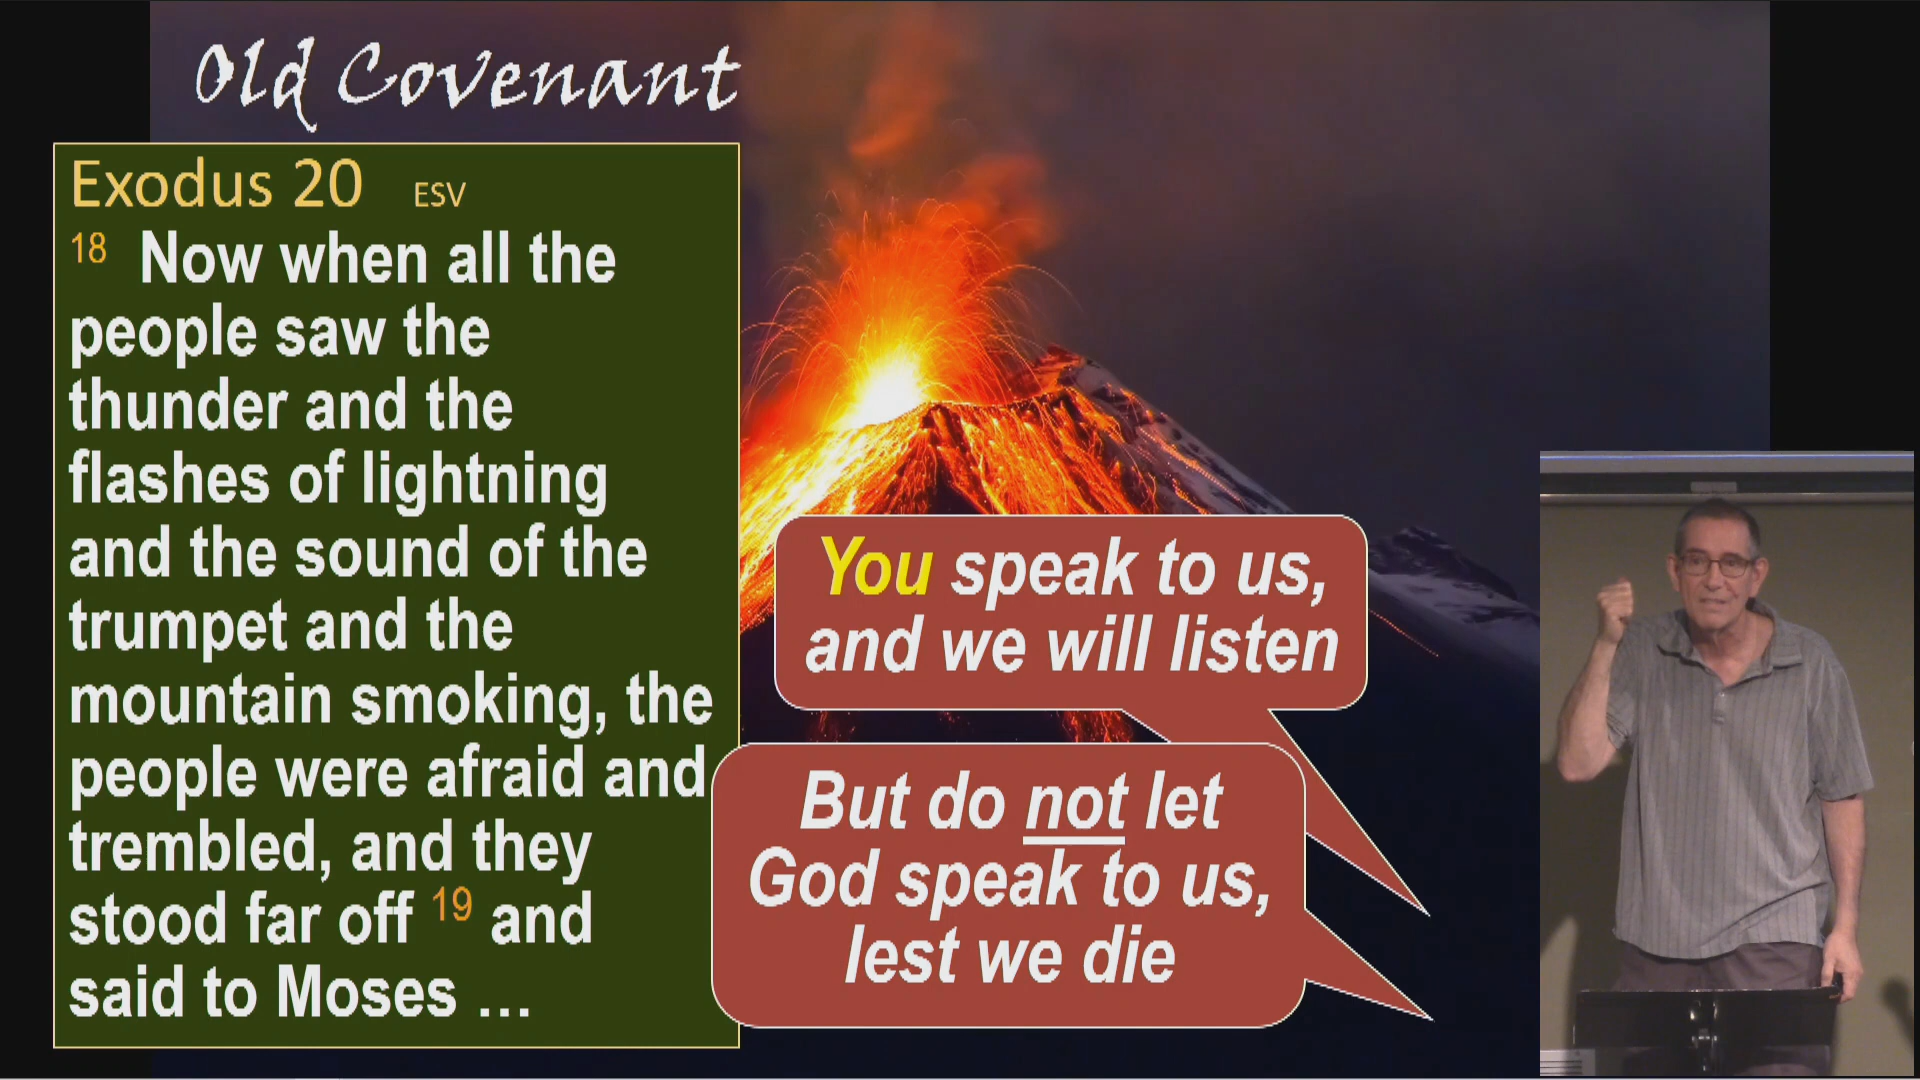 Old Covenant
Exodus 20 ESV
18 Now when all the
people saw the
thunder and the
flashes of lightning
and the sound of the
trumpet and the
mountain smoking, the
people were afraid and
trembled, and they
stood far off 19 and
said to Moses …
You speak to us,
and we will listen
But do not let
God speak to us,
lest we die